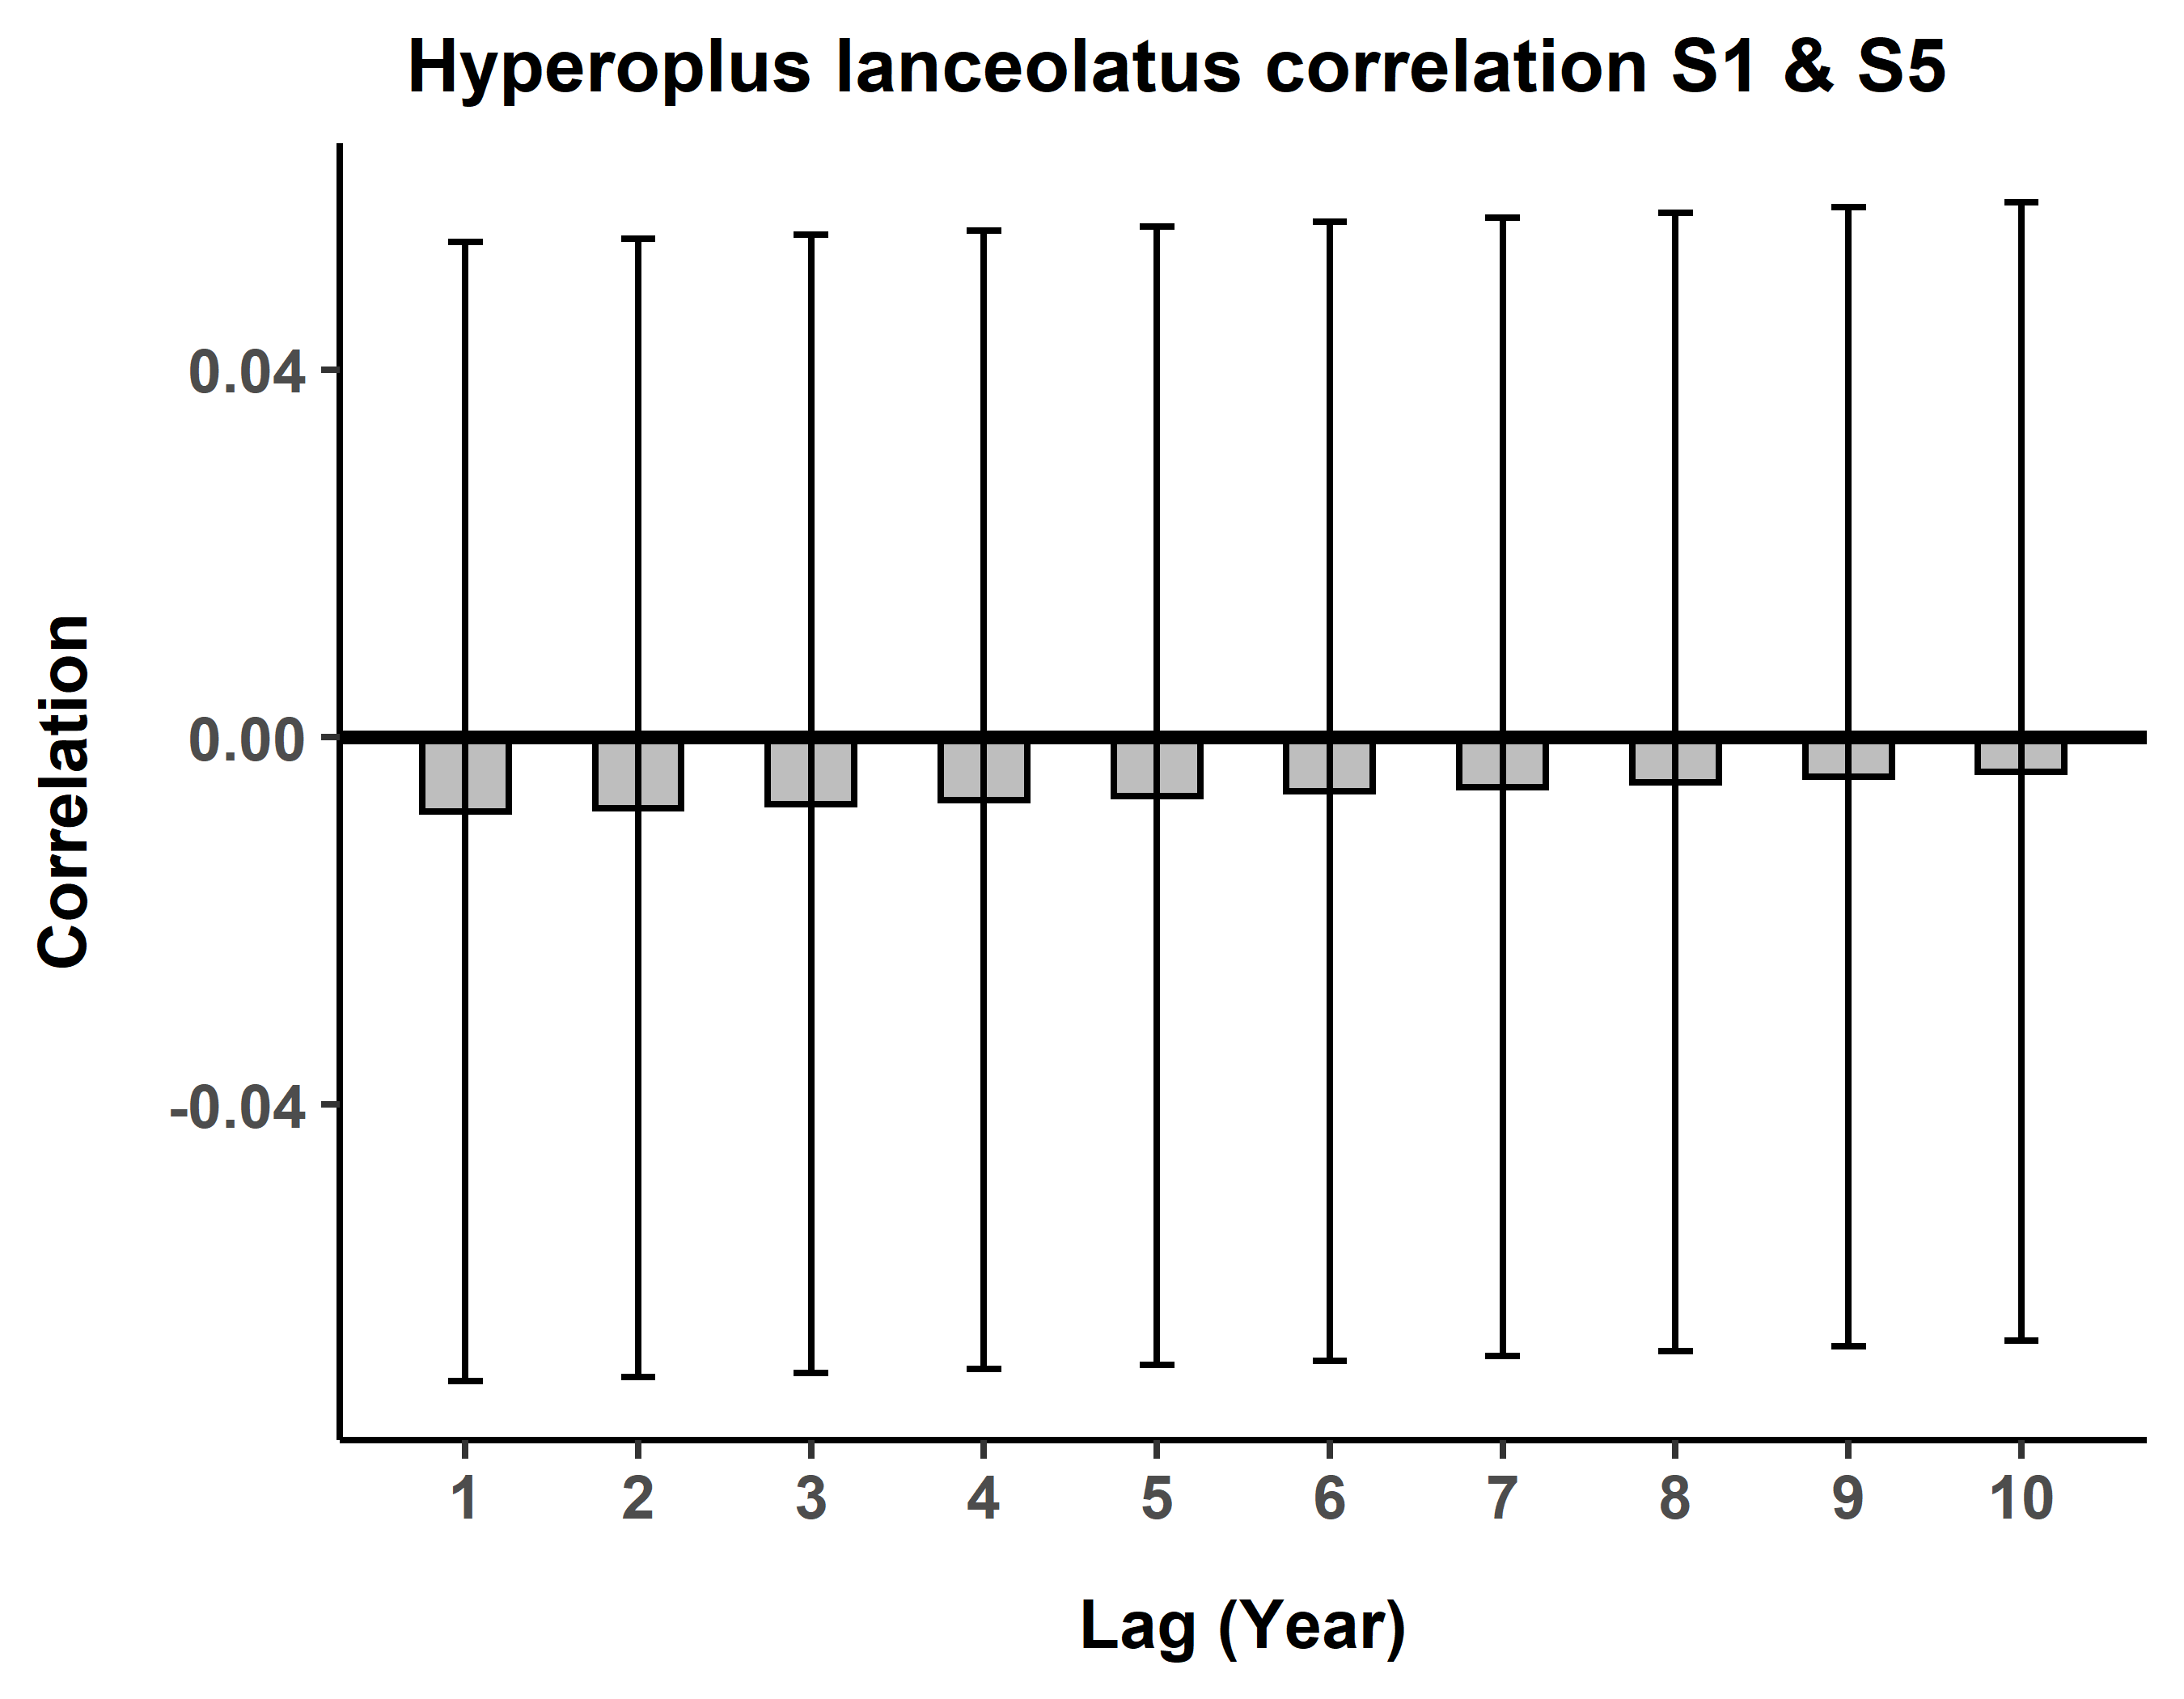 Hyperoplus lanceolatus correlation S1 & S5
Correlation
0.04
0.00
-0.04
1 2 3 4 5 6 7 8 9 10
Lag (Year)